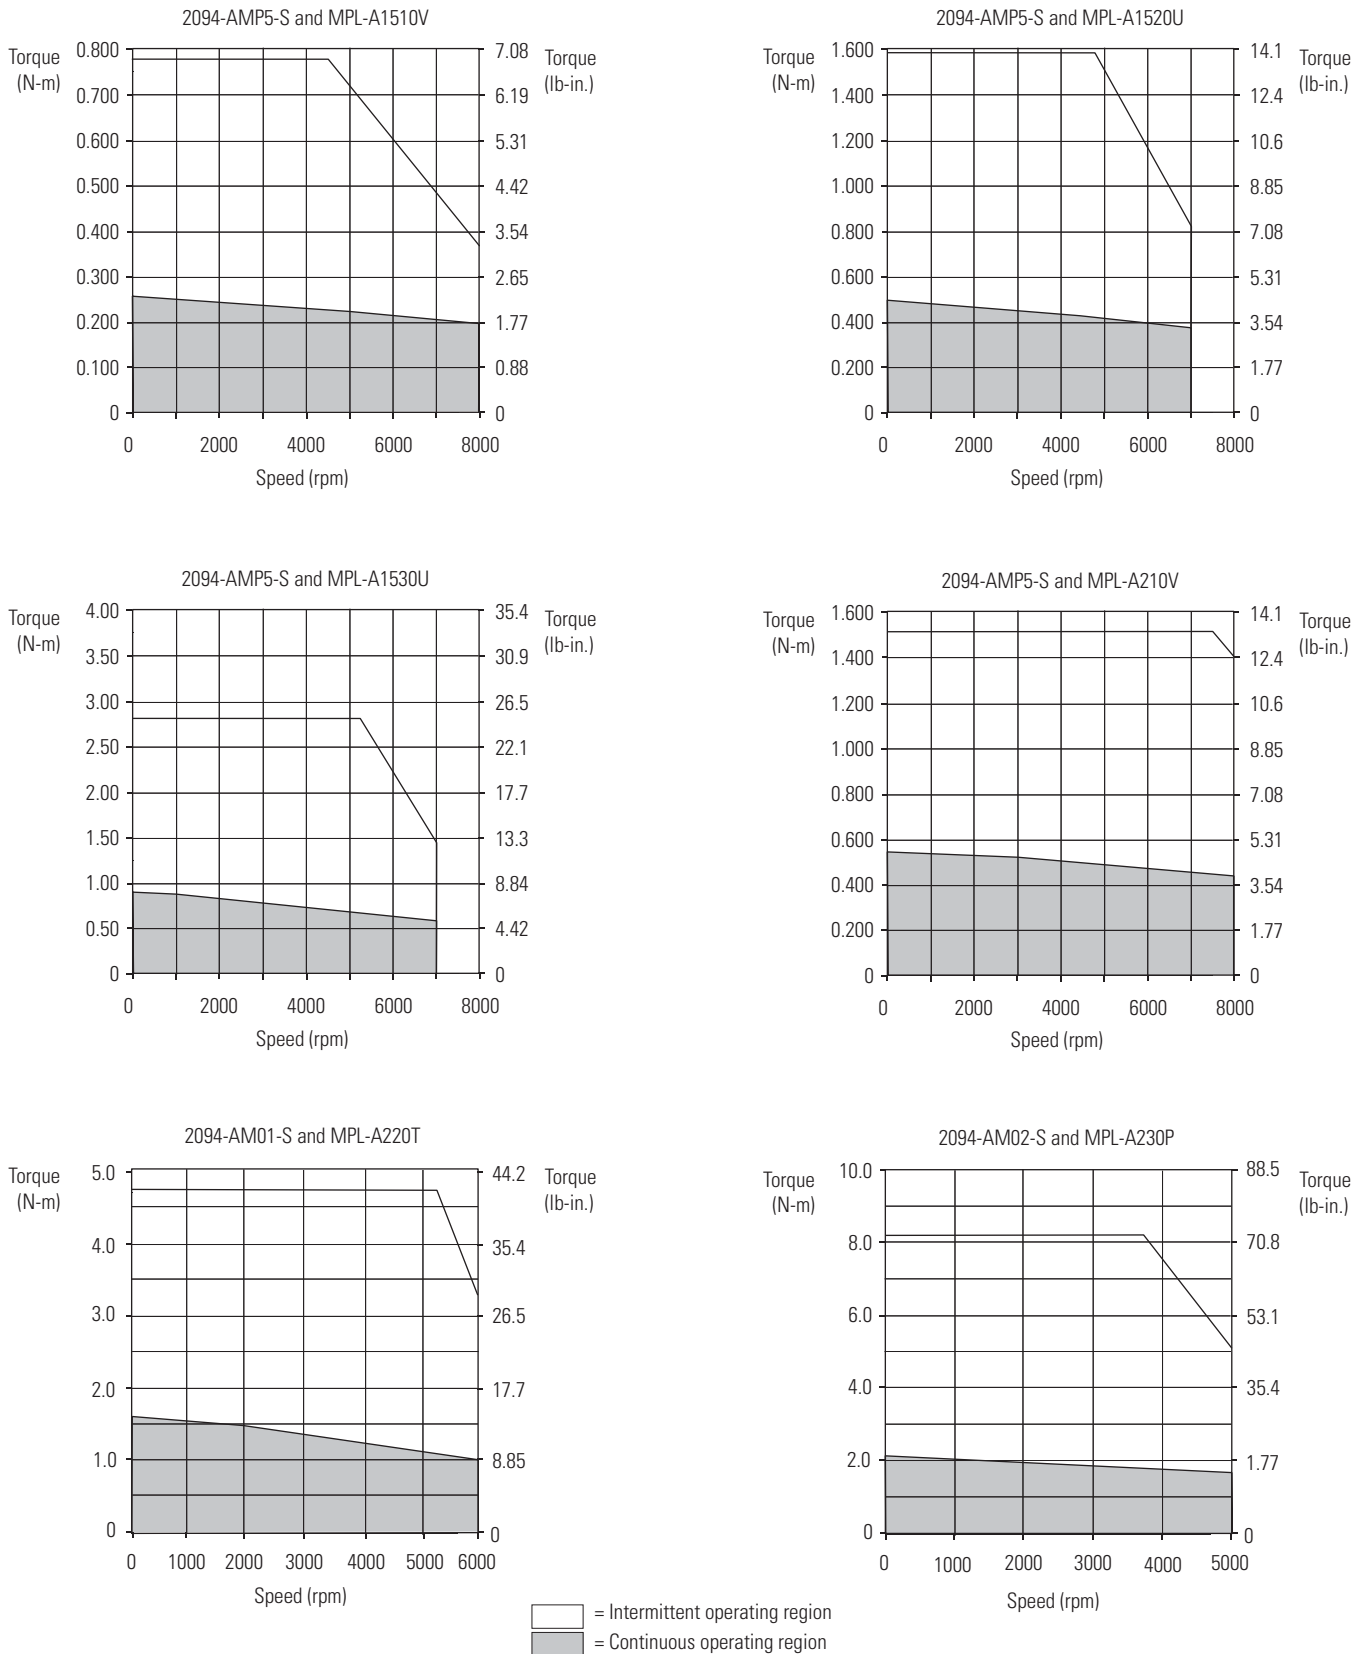 2094-AMP5-S and MPL-A1510V
Torque
(N-m)
0.800
0.700
0.600
0.500
0.400
0.300
0.200
0.100
0
7.08
6.19
5.31
4.42
3.54
2.65
1.77
0.88
0
Torque
(lb-in.)
0 2000 4000 6000 8000
Speed (rpm)
2094-AMP5-S and MPL-A1520U
Torque
(N-m)
1.600
1.400
1.200
1.000
0.800
0.600
0.400
0.200
0
14.1
12.4
10.6
8.85
7.08
5.31
3.54
1.77
0
Torque
(lb-in.)
0 2000 4000 6000 8000
Speed (rpm)
2094-AMP5-S and MPL-A1530U
Torque
(N-m)
4.00
3.50
3.00
2.50
2.00
1.50
1.00
0.50
0
35.4
30.9
26.5
22.1
17.7
13.3
8.84
4.42
0
Torque
(lb-in.)
0 2000 4000 6000 8000
Speed (rpm)
2094-AMP5-S and MPL-A210V
Torque
(N-m)
1.600
1.400
1.200
1.000
0.800
0.600
0.400
0.200
0
14.1
12.4
10.6
8.85
7.08
5.31
3.54
1.77
0
Torque
(lb-in.)
0 2000 4000 6000 8000
Speed (rpm)
2094-AM01-S and MPL-A220T
Torque
(N-m)
5.0
4.0
3.0
2.0
1.0
0
44.2
35.4
26.5
17.7
8.85
0
Torque
(lb-in.)
0 1000 2000 3000 4000 5000 6000
Speed (rpm)
2094-AM02-S and MPL-A230P
Torque
(N-m)
10.0
8.0
6.0
4.0
2.0
0
88.5
70.8
53.1
35.4
1.77
0
Torque
(lb-in.)
0 1000 2000 3000 4000 5000
Speed (rpm)
= Intermittent operating region
= Continuous operating region